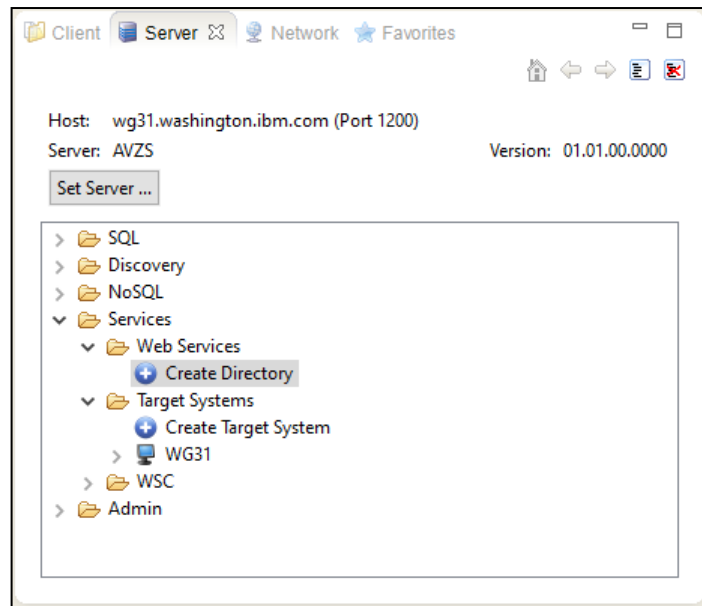 Client Server Network Favorites
Host: wg31.washington.ibm.com (Port 1200)
Server: AVZS Version: 01.01.00.0000
Set Server ...
SQL
Discovery
NoSQL
Services
Web Services
Create Directory
Target Systems
Create Target System
WG31
WSC
Admin